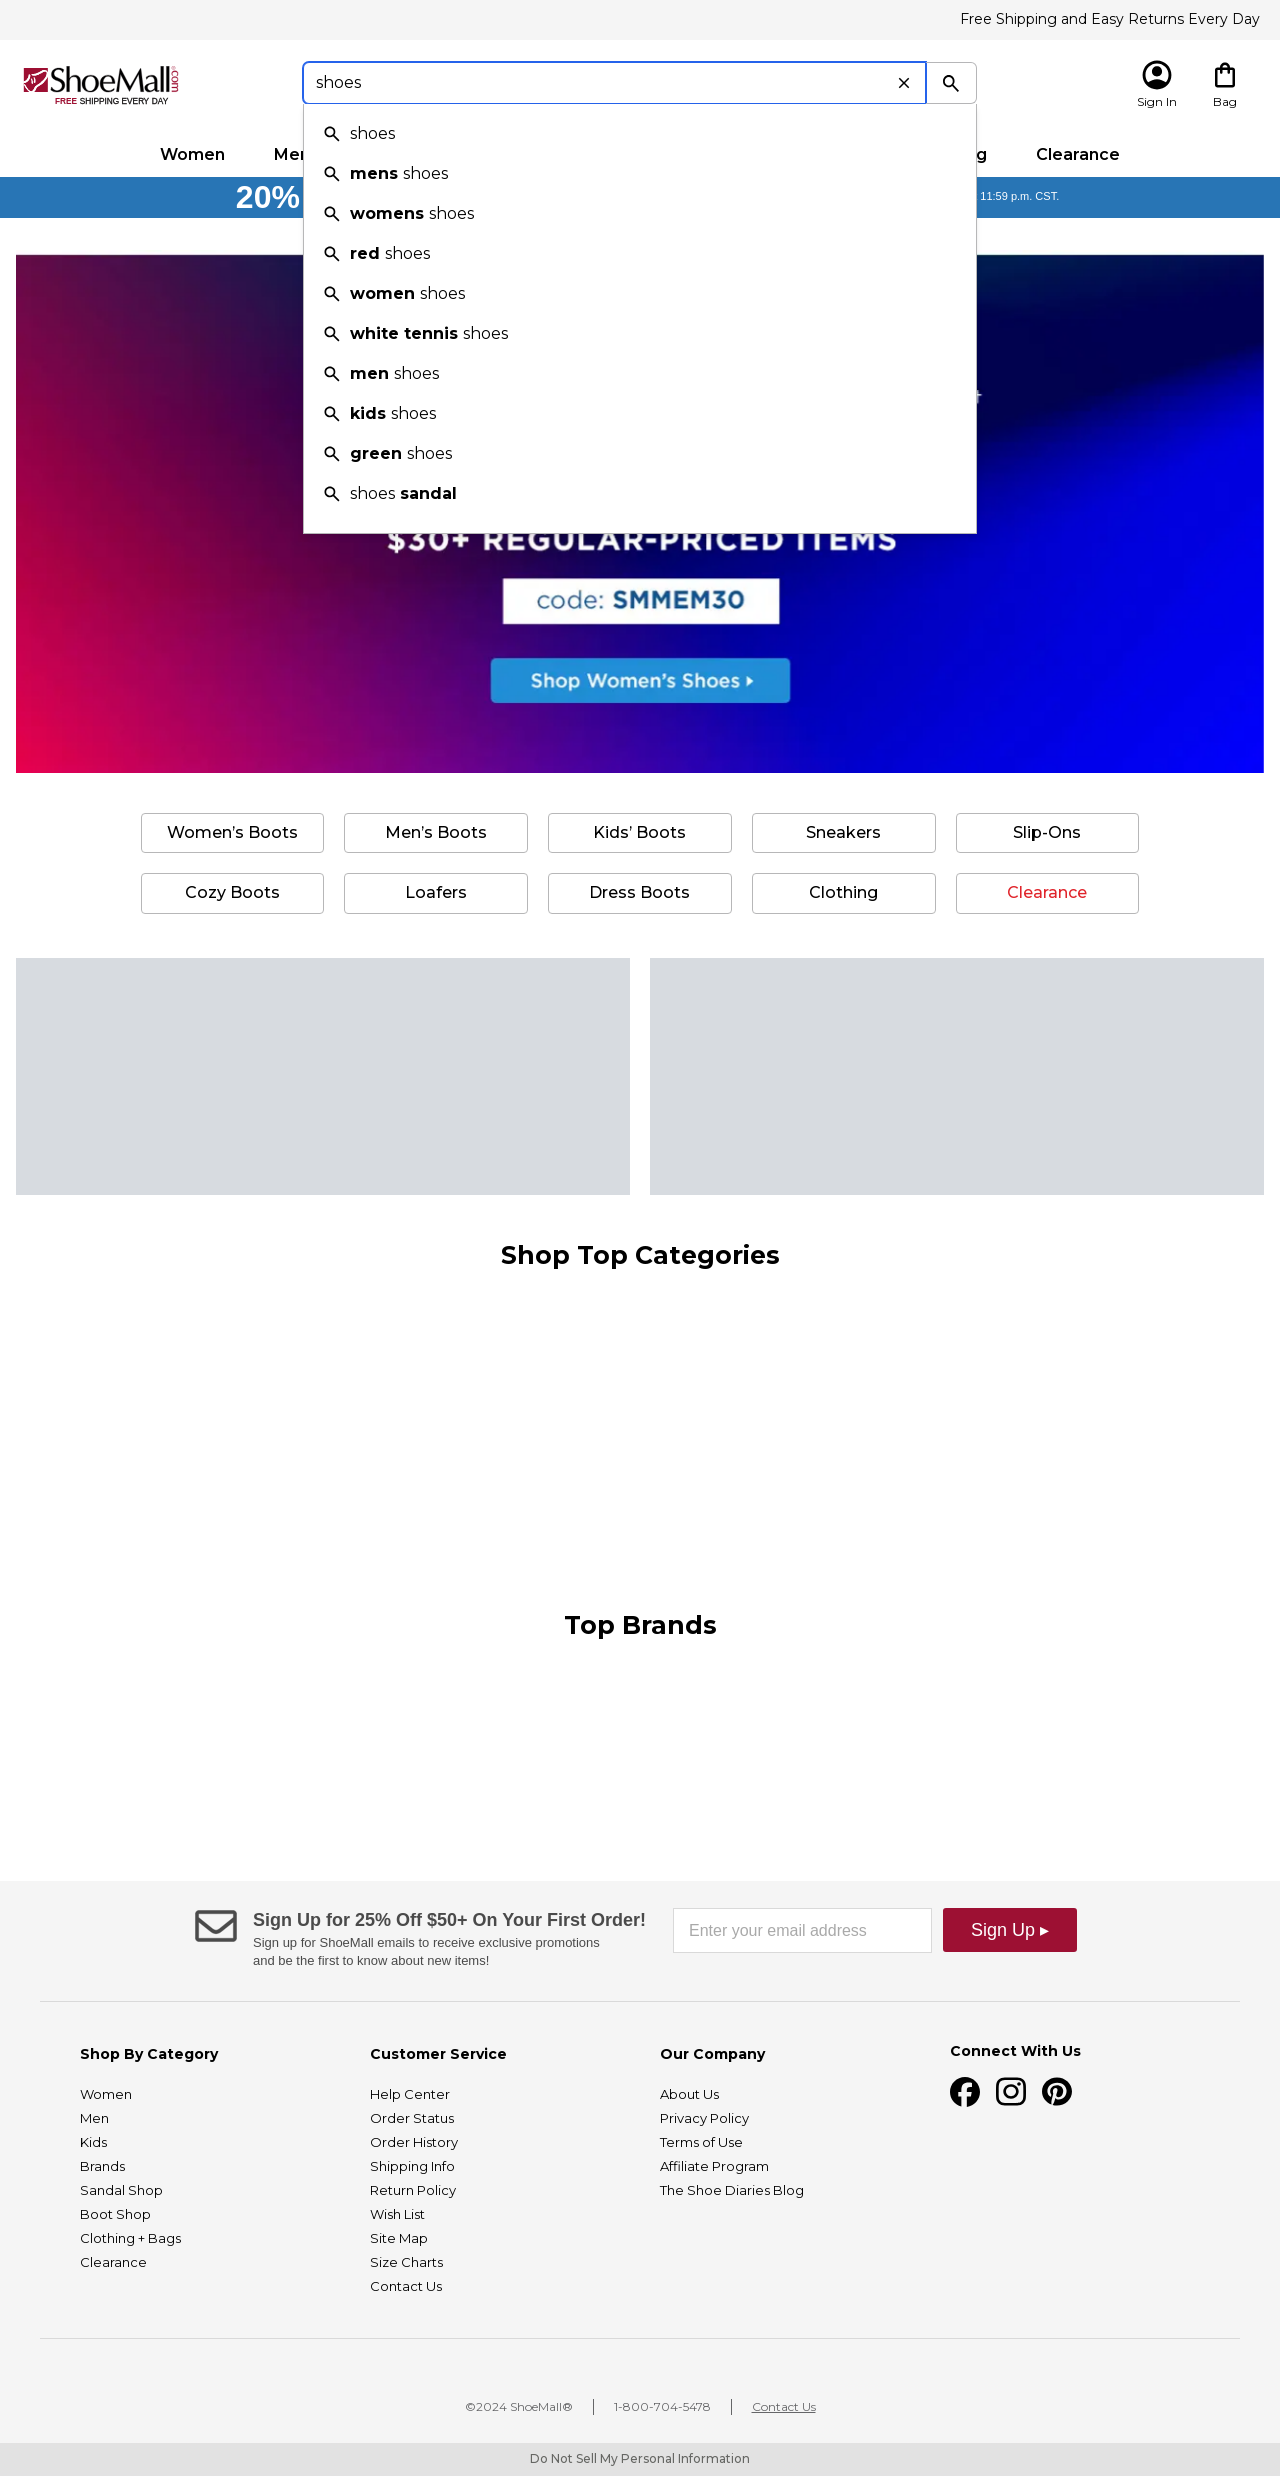 Free Shipping and Easy Returns Every Day
ShoeMall®.com
FREE SHIPPING EVERY DAY
shoes
Sign In
Bag
shoes
mens shoes
womens shoes
red shoes
women shoes
white tennis shoes
men shoes
kids shoes
green shoes
shoes sandal
Women
Clearance
20%
11:59 p.m. CST.
$30+ REGULAR-PRICED ITEMS
code: SMMEM30
Shop Women's Shoes
Women's Boots
Men's Boots
Kids' Boots
Sneakers
Slip-Ons
Cozy Boots
Loafers
Dress Boots
Clothing
Clearance
Shop Top Categories
Top Brands
Sign Up for 25% Off $50+ On Your First Order!
Sign up for ShoeMall emails to receive exclusive promotions
and be the first to know about new items!
Enter your email address
Sign Up ▸
Shop By Category
Women
Men
Kids
Brands
Sandal Shop
Boot Shop
Clothing + Bags
Clearance
Customer Service
Help Center
Order Status
Order History
Shipping Info
Return Policy
Wish List
Site Map
Size Charts
Contact Us
Our Company
About Us
Privacy Policy
Terms of Use
Affiliate Program
The Shoe Diaries Blog
Connect With Us
©2024 ShoeMall®
1-800-704-5478
Contact Us
Do Not Sell My Personal Information